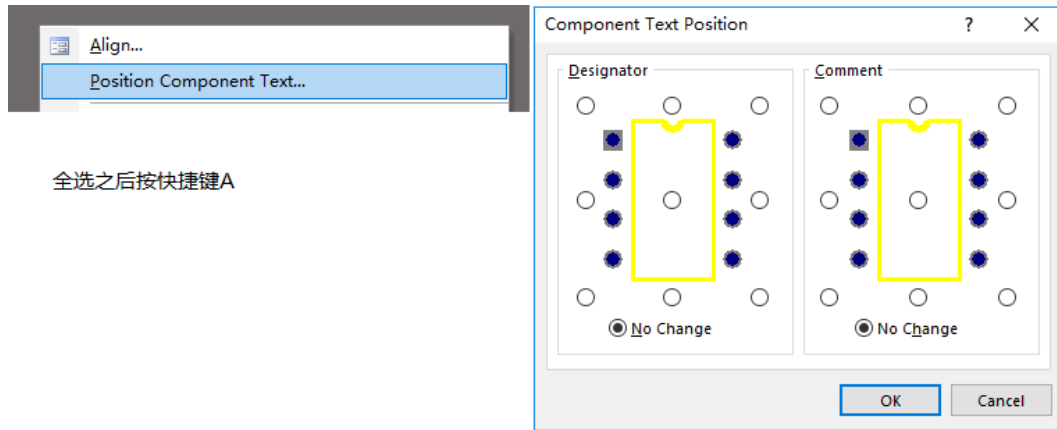 Align...
Position Component Text...
全选之后按快捷键A
Component Text Position
?
Designator
No Change
Comment
No Change
OK
Cancel